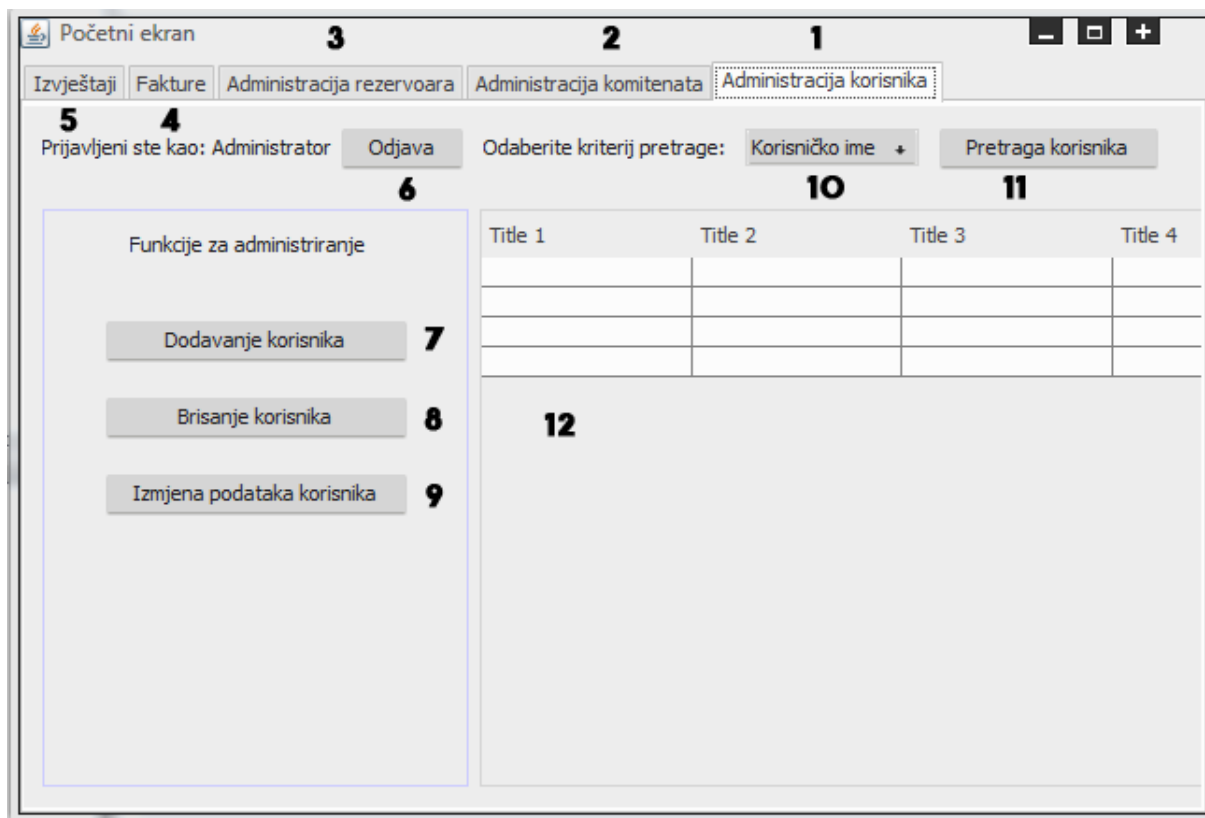 Početni ekran
3 2 1
Izvještaji Fakture Administracija rezervoara Administracija komitenata Administracija korisnika
5 4
Prijavljeni ste kao: Administrator Odjava Odaberite kriterij pretrage: Korisničko ime Pretraga korisnika
6 10 11
Funkcije za administriranje
Title 1 Title 2 Title 3 Title 4
Dodavanje korisnika 7
Brisanje korisnika 8
12
Izmjena podataka korisnika 9